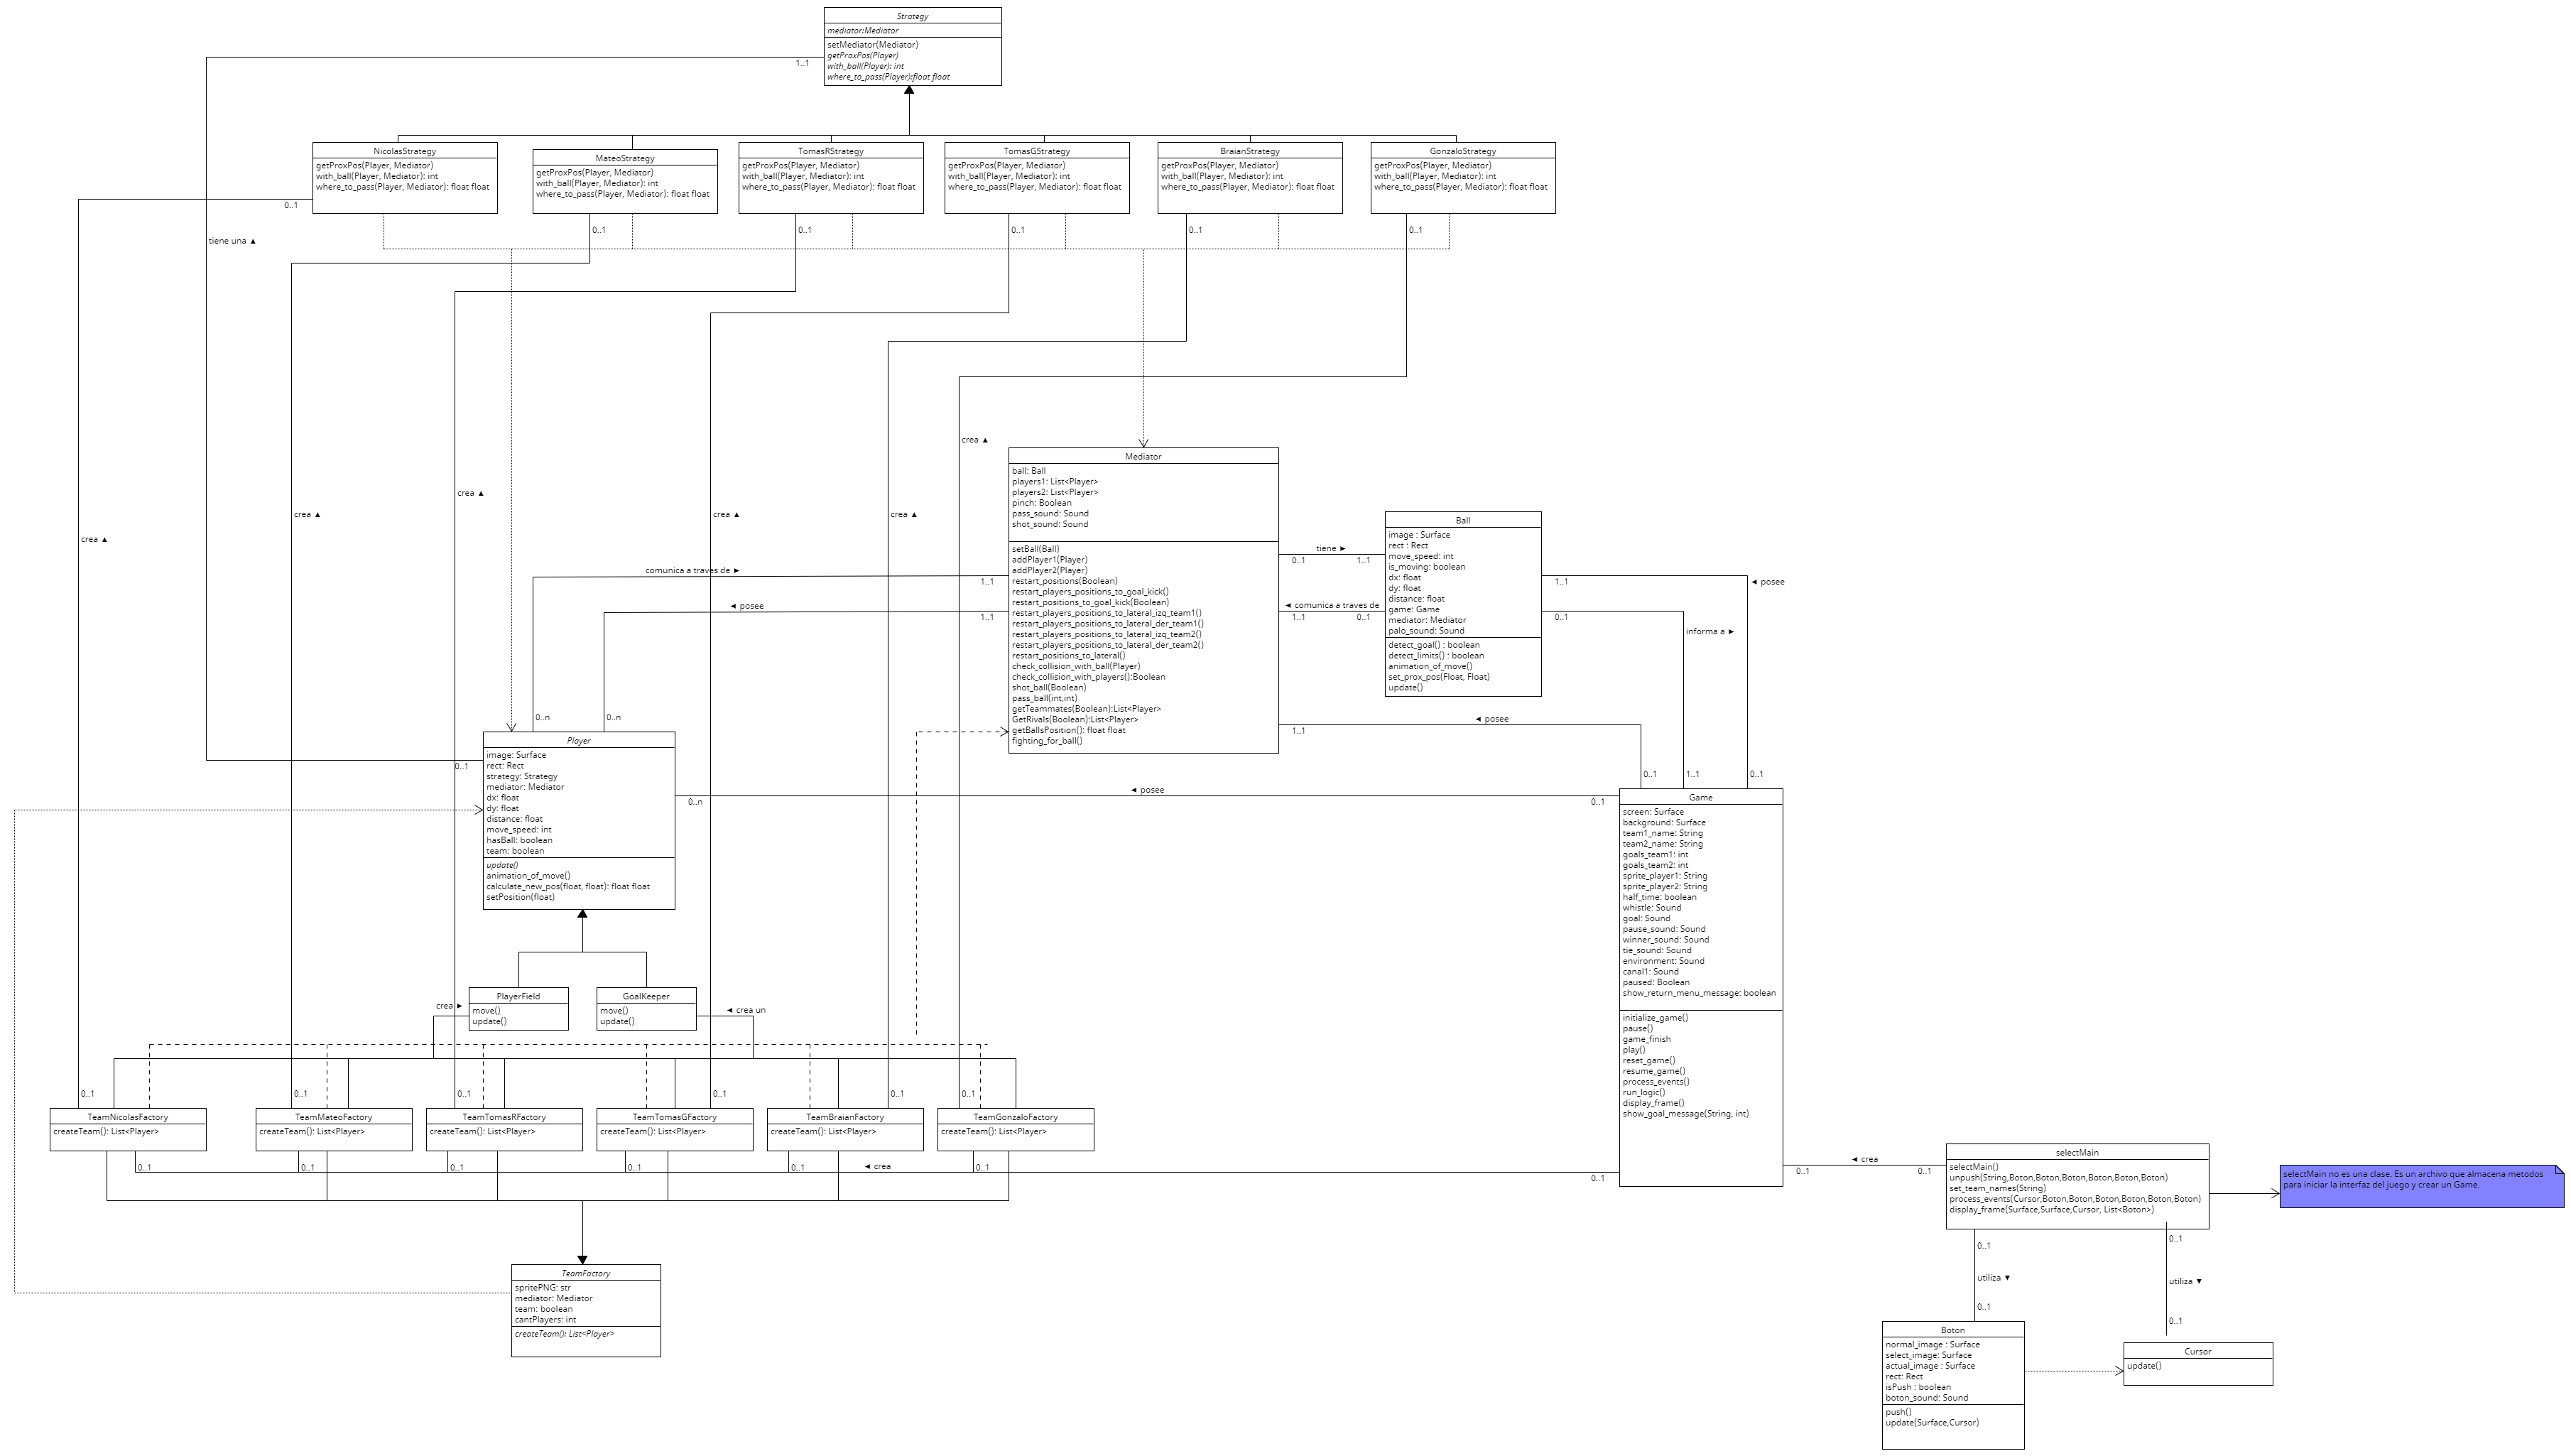 Strategy
mediator:Mediator
setMediator(Mediator)
getProxPos(Player)
with_ball(Player): int
where_to_pass(Player):float float
1..1
tiene una ▲
NicolasStrategy
getProxPos(Player, Mediator)
with_ball(Player, Mediator): int
where_to_pass(Player, Mediator): float float
0..1
MateoStrategy
getProxPos(Player, Mediator)
with_ball(Player, Mediator): int
where_to_pass(Player, Mediator): float float
0..1
TomasRStrategy
getProxPos(Player, Mediator)
with_ball(Player, Mediator): int
where_to_pass(Player, Mediator): float float
0..1
TomasGStrategy
getProxPos(Player, Mediator)
with_ball(Player, Mediator): int
where_to_pass(Player, Mediator): float float
0..1
BraianStrategy
getProxPos(Player, Mediator)
with_ball(Player, Mediator): int
where_to_pass(Player, Mediator): float float
0..1
GonzaloStrategy
getProxPos(Player, Mediator)
with_ball(Player, Mediator): int
where_to_pass(Player, Mediator): float float
0..1
crea ▲
crea ▲
crea ▲
crea ▲
crea ▲
crea ▲
Mediator
ball: Ball
players1: List<Player>
players2: List<Player>
pinch: Boolean
pass_sound: Sound
shot_sound: Sound
setBall(Ball)
addPlayer1(Player)
addPlayer2(Player)
restart_positions(Boolean)
restart_players_positions_to_goal_kick()
restart_positions_to_goal_kick(Boolean)
restart_players_positions_to_lateral_izq_team1()
restart_players_positions_to_lateral_der_team1()
restart_players_positions_to_lateral_izq_team2()
restart_players_positions_to_lateral_der_team2()
restart_positions_to_lateral()
check_collision_with_ball(Player)
check_collision_with_players():Boolean
shot_ball(Boolean)
pass_ball(int,int)
getTeammates(Boolean):List<Player>
GetRivals(Boolean):List<Player>
getBallsPosition(): float float
fighting_for_ball()
tiene ►
0..1
1..1
◄ comunica a traves de
1..1
0..1
Ball
image : Surface
rect : Rect
move_speed: int
is_moving: boolean
dx: float
dy: float
distance: float
game: Game
mediator: Mediator
palo_sound: Sound
detect_goal() : boolean
detect_limits() : boolean
animation_of_move()
set_prox_pos(Float, Float)
update()
1..1
◄ posee
0..1
informa a ►
comunica a traves de ►
1..1
◄ posee
1..1
0..n
0..n
◄ posee
1..1
0..1
1..1
0..1
Player
image: Surface
rect: Rect
strategy: Strategy
mediator: Mediator
dx: float
dy: float
distance: float
move_speed: int
hasBall: boolean
team: boolean
update()
animation_of_move()
calculate_new_pos(float, float): float float
setPosition(float)
0..1
0..n
◄ posee
0..1
Game
screen: Surface
background: Surface
team1_name: String
team2_name: String
goals_team1: int
goals_team2: int
sprite_player1: String
sprite_player2: String
half_time: boolean
whistle: Sound
goal: Sound
pause_sound: Sound
winner_sound: Sound
tie_sound: Sound
environment: Sound
canal1: Sound
paused: Boolean
show_return_menu_message: boolean
initialize_game()
pause()
game_finish
play()
reset_game()
resume_game()
process_events()
run_logic()
display_frame()
show_goal_message(String, int)
PlayerField
move()
update()
GoalKeeper
move()
update()
crea ►
◄ crea un
0..1
0..1
0..1
0..1
0..1
0..1
TeamNicolasFactory
createTeam(): List<Player>
TeamMateoFactory
createTeam(): List<Player>
TeamTomasRFactory
createTeam(): List<Player>
TeamTomasGFactory
createTeam(): List<Player>
TeamBraianFactory
createTeam(): List<Player>
TeamGonzaloFactory
createTeam(): List<Player>
0..1
0..1
0..1
0..1
0..1
◄ crea
0..1
0..1
◄ crea
0..1
0..1
selectMain
selectMain()
unpush(String,Boton,Boton,Boton,Boton,Boton,Boton)
set_team_names(String)
process_events(Cursor,Boton,Boton,Boton,Boton,Boton,Boton)
display_frame(Surface,Surface,Cursor, List<Boton>)
selectMain no es una clase. Es un archivo que almacena metodos
para iniciar la interfaz del juego y crear un Game.
0..1
utiliza ▼
0..1
0..1
utiliza ▼
0..1
TeamFactory
spritePNG: str
mediator: Mediator
team: boolean
cantPlayers: int
createTeam(): List<Player>
Boton
normal_image : Surface
select_image: Surface
actual_image : Surface
rect: Rect
isPush : boolean
boton_sound: Sound
push()
update(Surface,Cursor)
Cursor
update()